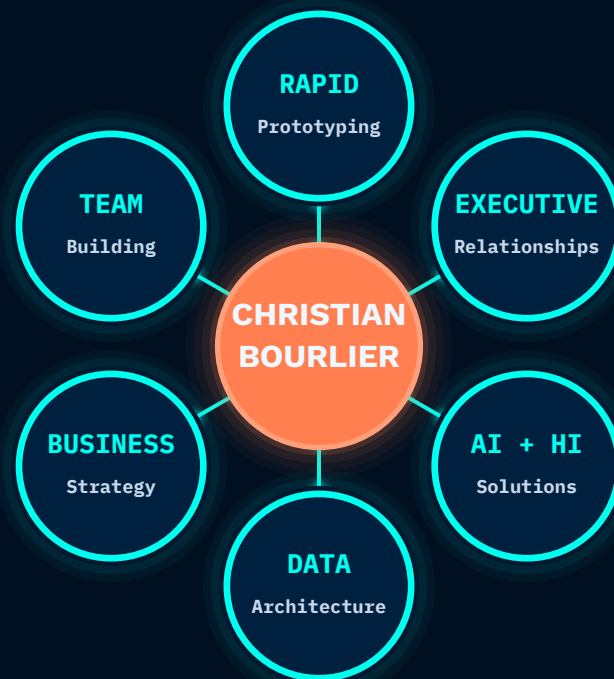 RAPID
Prototyping
TEAM
Building
EXECUTIVE
Relationships
CHRISTIAN
BOURLIER
BUSINESS
Strategy
AI + HI
Solutions
DATA
Architecture